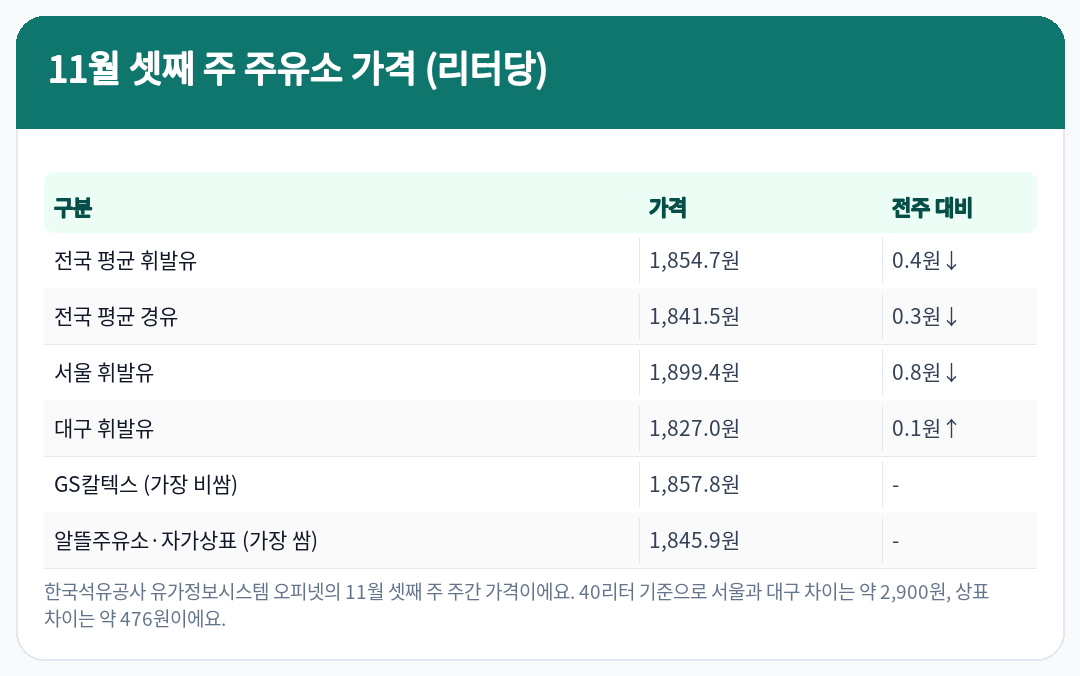 11월 셋째 주 주유소 가격 (리터당)
구분 가격 전주 대비
전국 평균 휘발유 1,854.7원 0.4원↓
전국 평균 경유 1,841.5원 0.3원↓
서울 휘발유 1,899.4원 0.8원↓
대구 휘발유 1,827.0원 0.1원↑
GS칼텍스 (가장 비쌈) 1,857.8원 -
알뜰주유소·자가상표 (가장 쌈) 1,845.9원 -
한국석유공사 유가정보시스템 오피넷의 11월 셋째 주 주간 가격이에요. 40리터 기준으로 서울과 대구 차이는 약 2,900원, 상표
차이는 약 476원이에요.